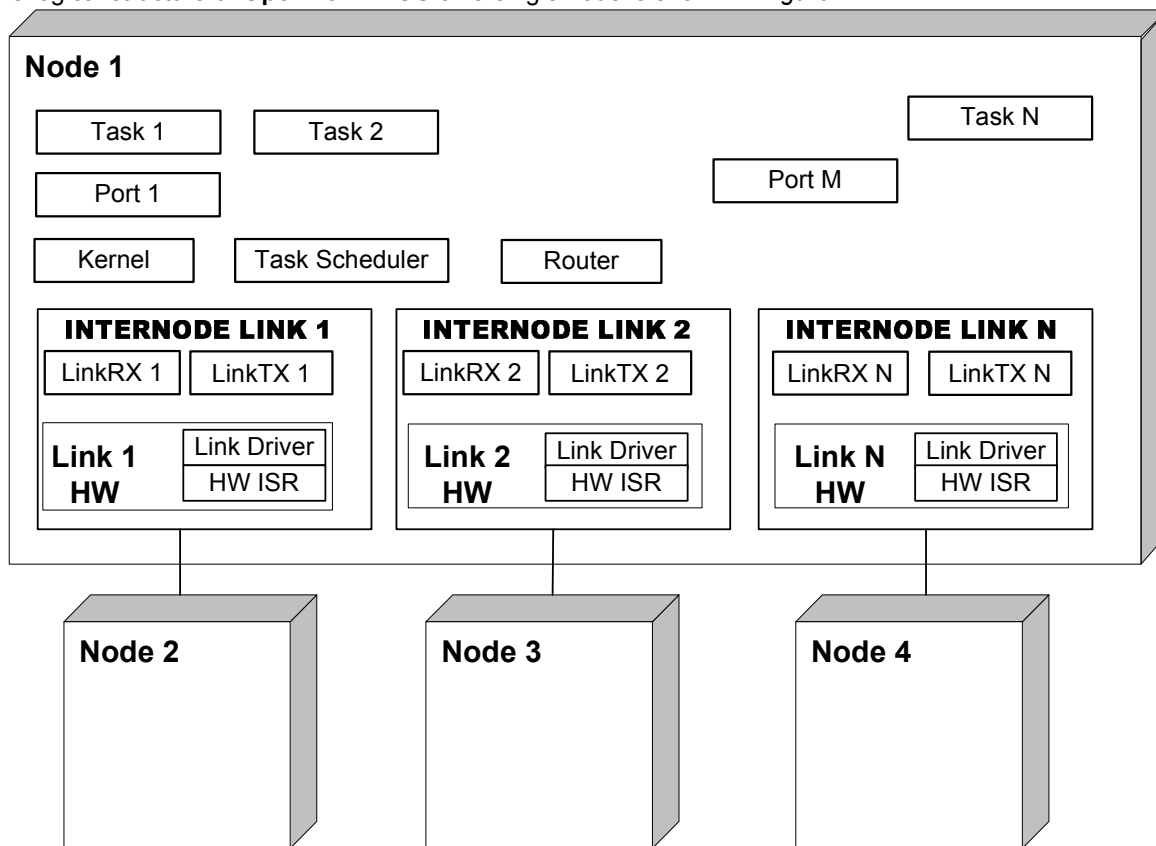 Node 1
Task 1
Task 2
Task N
Port 1
Port M
Kernel
Task Scheduler
Router
INTERNODE LINK 1
LinkRX 1
LinkTX 1
Link 1
HW
Link Driver
HW ISR
INTERNODE LINK 2
LinkRX 2
LinkTX 2
Link 2
HW
Link Driver
HW ISR
INTERNODE LINK N
LinkRX N
LinkTX N
Link N
HW
Link Driver
HW ISR
Node 2
Node 3
Node 4